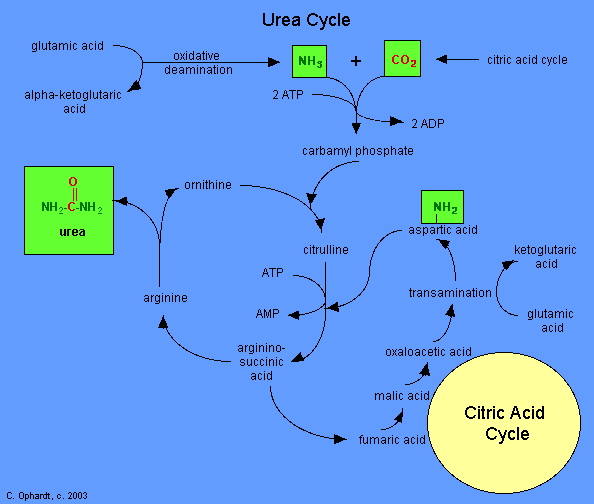 Urea Cycle
glutamic acid
oxidative
deamination
NH3
+
CO2
citric acid cycle
alpha-ketoglutaric
acid
2 ATP
2 ADP
carbamyl phosphate
O
NH2-C-NH2
urea
ornithine
NH2
aspartic acid
citrulline
ketoglutaric
acid
ATP
arginine
transamination
AMP
glutamic
acid
arginino-
succinic
acid
oxaloacetic acid
malic acid
fumaric acid
Citric Acid
Cycle
C. Ophardt, c. 2003